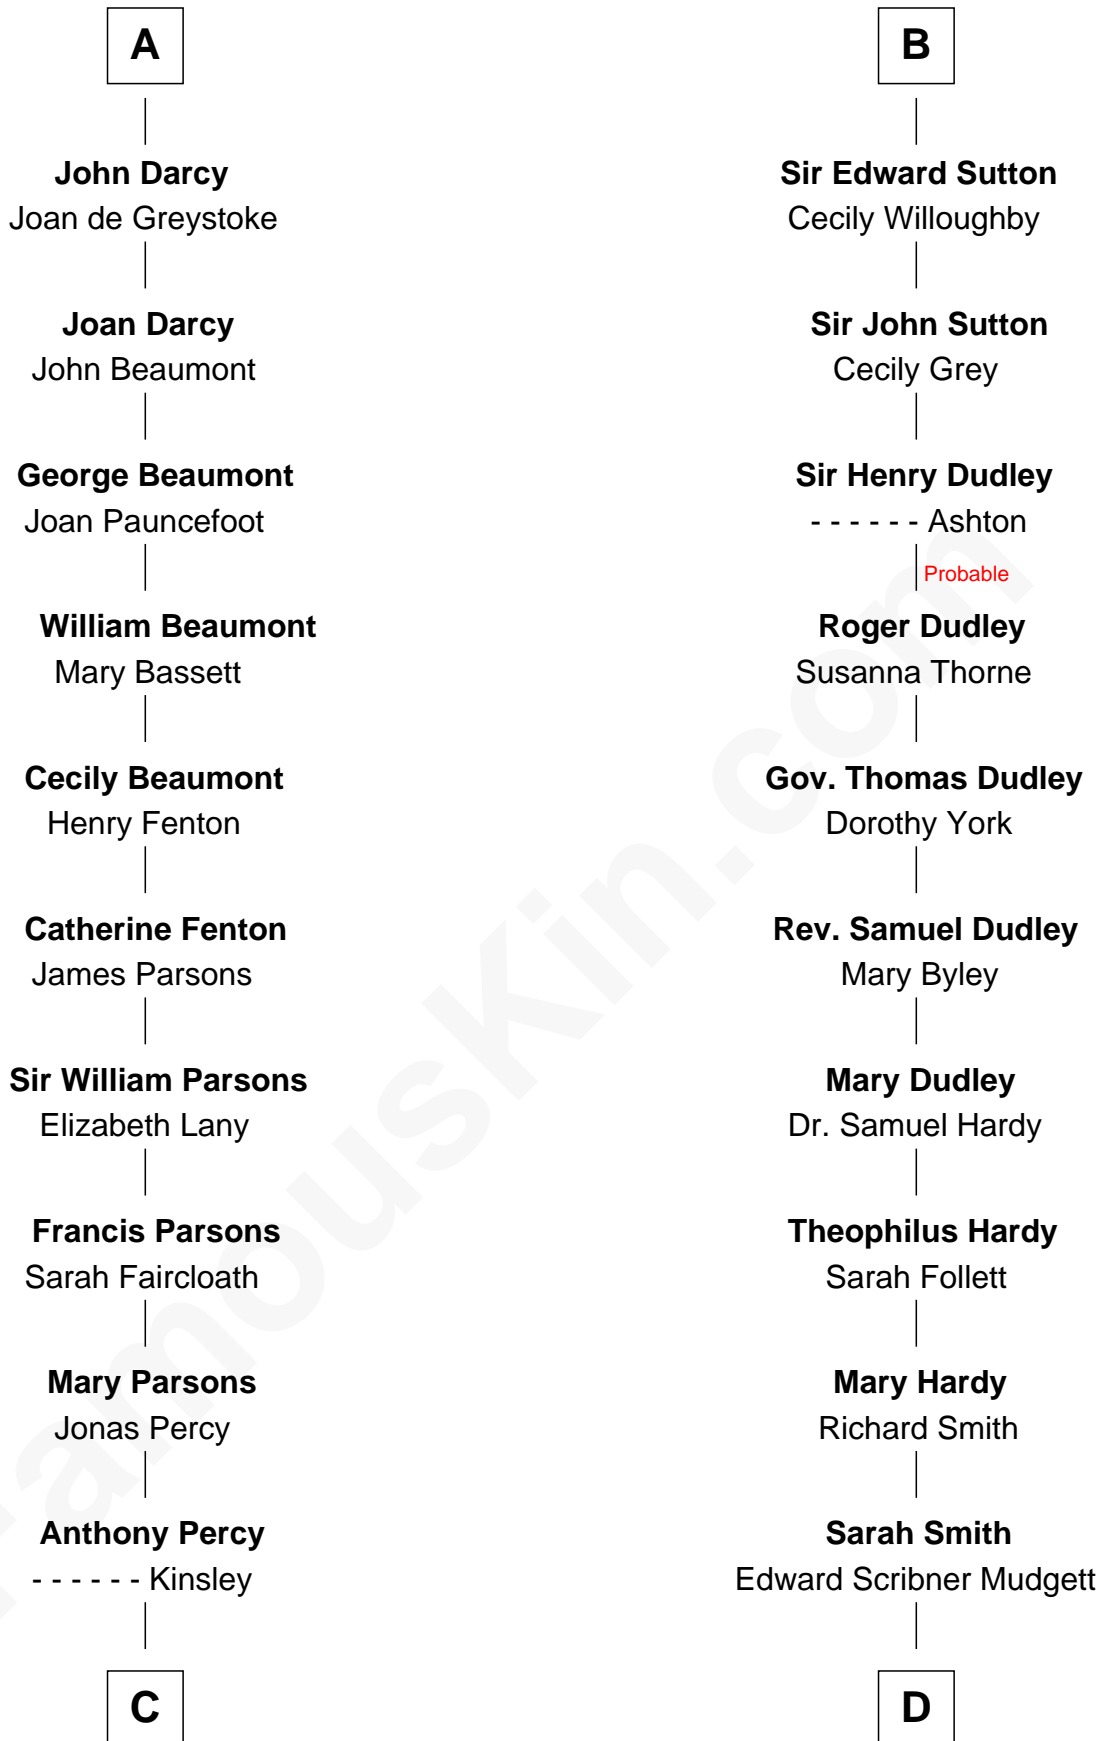 A
John Darcy
Joan de Greystoke
Joan Darcy
John Beaumont
George Beaumont
Joan Pauncefoot
William Beaumont
Mary Bassett
Cecily Beaumont
Henry Fenton
Catherine Fenton
James Parsons
Sir William Parsons
Elizabeth Lany
Francis Parsons
Sarah Faircloath
Mary Parsons
Jonas Percy
Anthony Percy
- - - - - - Kinsley
C
B
Sir Edward Sutton
Cecily Willoughby
Sir John Sutton
Cecily Grey
Sir Henry Dudley
- - - - - - Ashton
Probable
Roger Dudley
Susanna Thorne
Gov. Thomas Dudley
Dorothy York
Rev. Samuel Dudley
Mary Byley
Mary Dudley
Dr. Samuel Hardy
Theophilus Hardy
Sarah Follett
Mary Hardy
Richard Smith
Sarah Smith
Edward Scribner Mudgett
D
FamousKin.com